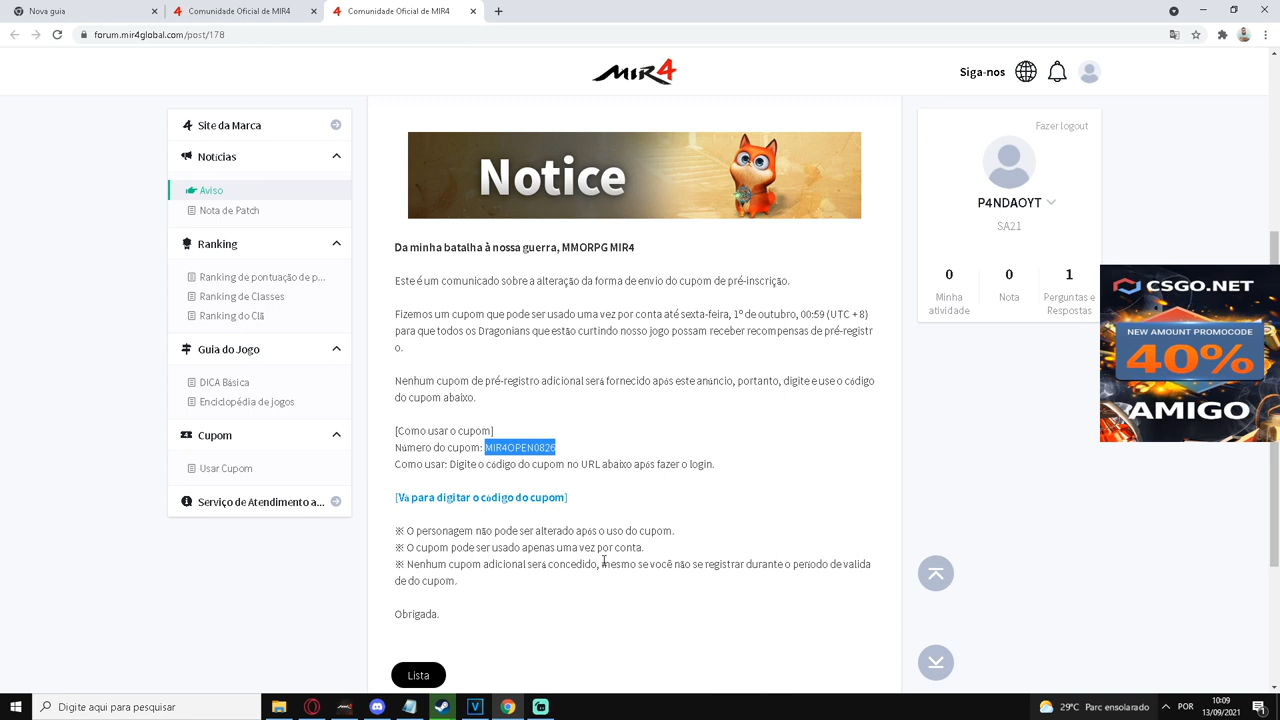 Nova guia
Comunidade Oficial de MIR4
Comunidade Oficial de MIR4
forum.mir4global.com/post/178
MIR4
Siga-nos
Site da Marca
Notícias
Aviso
Nota de Patch
Ranking
Ranking de pontuação de p...
Ranking de Classes
Ranking do Clã
Guia do Jogo
DICA Básica
Enciclopédia de jogos
Cupom
Usar Cupom
Serviço de Atendimento a...
Notice
Da minha batalha à nossa guerra, MMORPG MIR4
Este é um comunicado sobre a alteração da forma de envio do cupom de pré-inscrição.
Fizemos um cupom que pode ser usado uma vez por conta até sexta-feira, 1º de outubro, 00:59 (UTC + 8)
para que todos os Dragonians que estão curtindo nosso jogo possam receber recompensas de pré-registr
o.
Nenhum cupom de pré-registro adicional será fornecido após este anúncio, portanto, digite e use o código
do cupom abaixo.
[Como usar o cupom]
Número do cupom: MIR4OPEN0826
Como usar: Digite o código do cupom no URL abaixo após fazer o login.
[Vá para digitar o código do cupom]
※ O personagem não pode ser alterado após o uso do cupom.
※ O cupom pode ser usado apenas uma vez por conta.
※ Nenhum cupom adicional será concedido, mesmo se você não se registrar durante o período de valida
de do cupom.
Obrigada.
Lista
Fazer logout
P4NDAOYT
SA21
0
Minha
atividade
0
Nota
1
Perguntas e
Respostas
CSGO.NET
NEW AMOUNT PROMOCODE
40%
AMIGO
Digite aqui para pesquisar
29°C Parc ensolarado
POR
10:09
13/09/2021
1